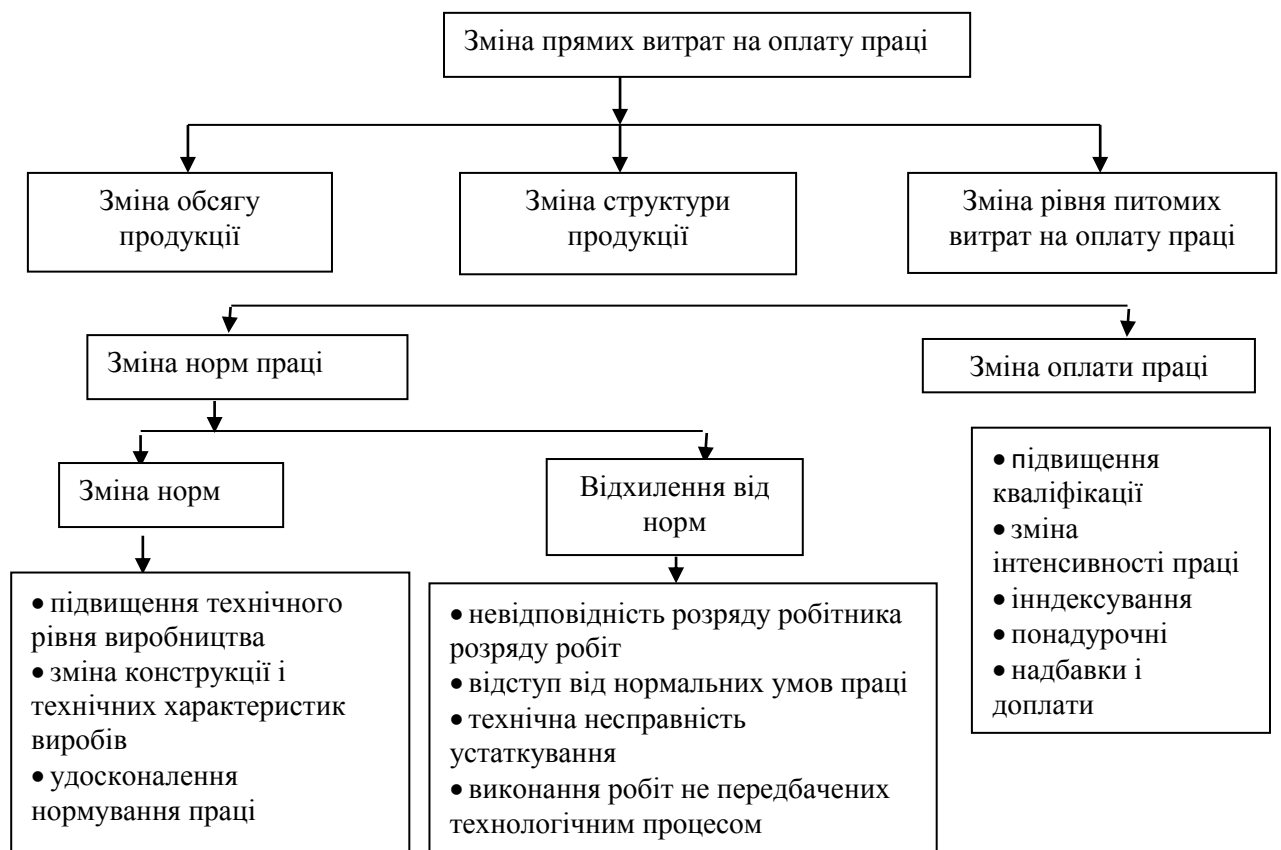 Зміна прямих витрат на оплату праці
Зміна обсягу
продукції
Зміна структури
продукції
Зміна рівня питомих
витрат на оплату праці
Зміна норм праці
Зміна оплати праці
Зміна норм
Відхилення від
норм
• підвищення
кваліфікації
• зміна
інтенсивності праці
• інндексування
• понадурочні
• надбавки і
доплати
• підвищення технічного
рівня виробництва
• зміна конструкції і
технічних характеристик
виробів
• удосконалення
нормування праці
• невідповідність розряду робітника
розряду робіт
• відступ від нормальних умов праці
• технічна несправність
устаткування
• виконання робіт не передбачених
технологічним процесом